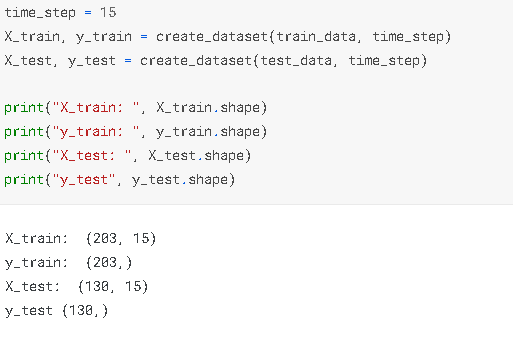 time_step = 15
X_train, y_train = create_dataset(train_data, time_step)
X_test, y_test = create_dataset(test_data, time_step)
print("X_train: ", X_train.shape)
print("y_train: ", y_train.shape)
print("X_test: ", X_test.shape)
print("y_test", y_test.shape)
X_train:  (203, 15)
y_train:  (203,)
X_test:  (130, 15)
y_test (130,)